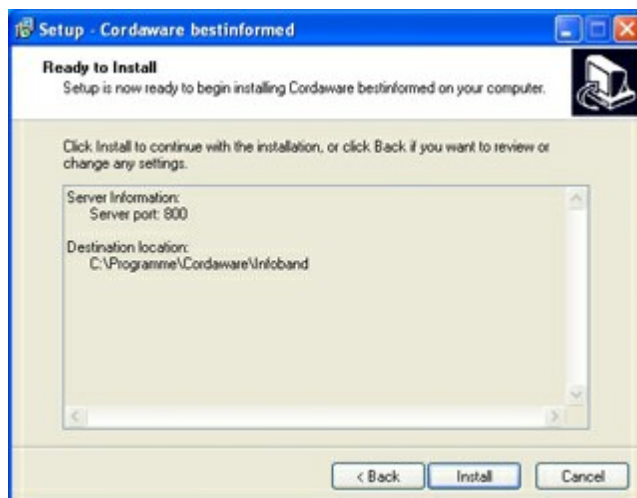 Setup - Cordaware bestinformed
Ready to Install
Setup is now ready to begin installing Cordaware bestinformed on your computer.
Click Install to continue with the installation, or click Back if you want to review or
change any settings.
Server Information:
Server port: 800
Destination location:
C:\Programme\Cordaware\Infoband
< Back
Install
Cancel